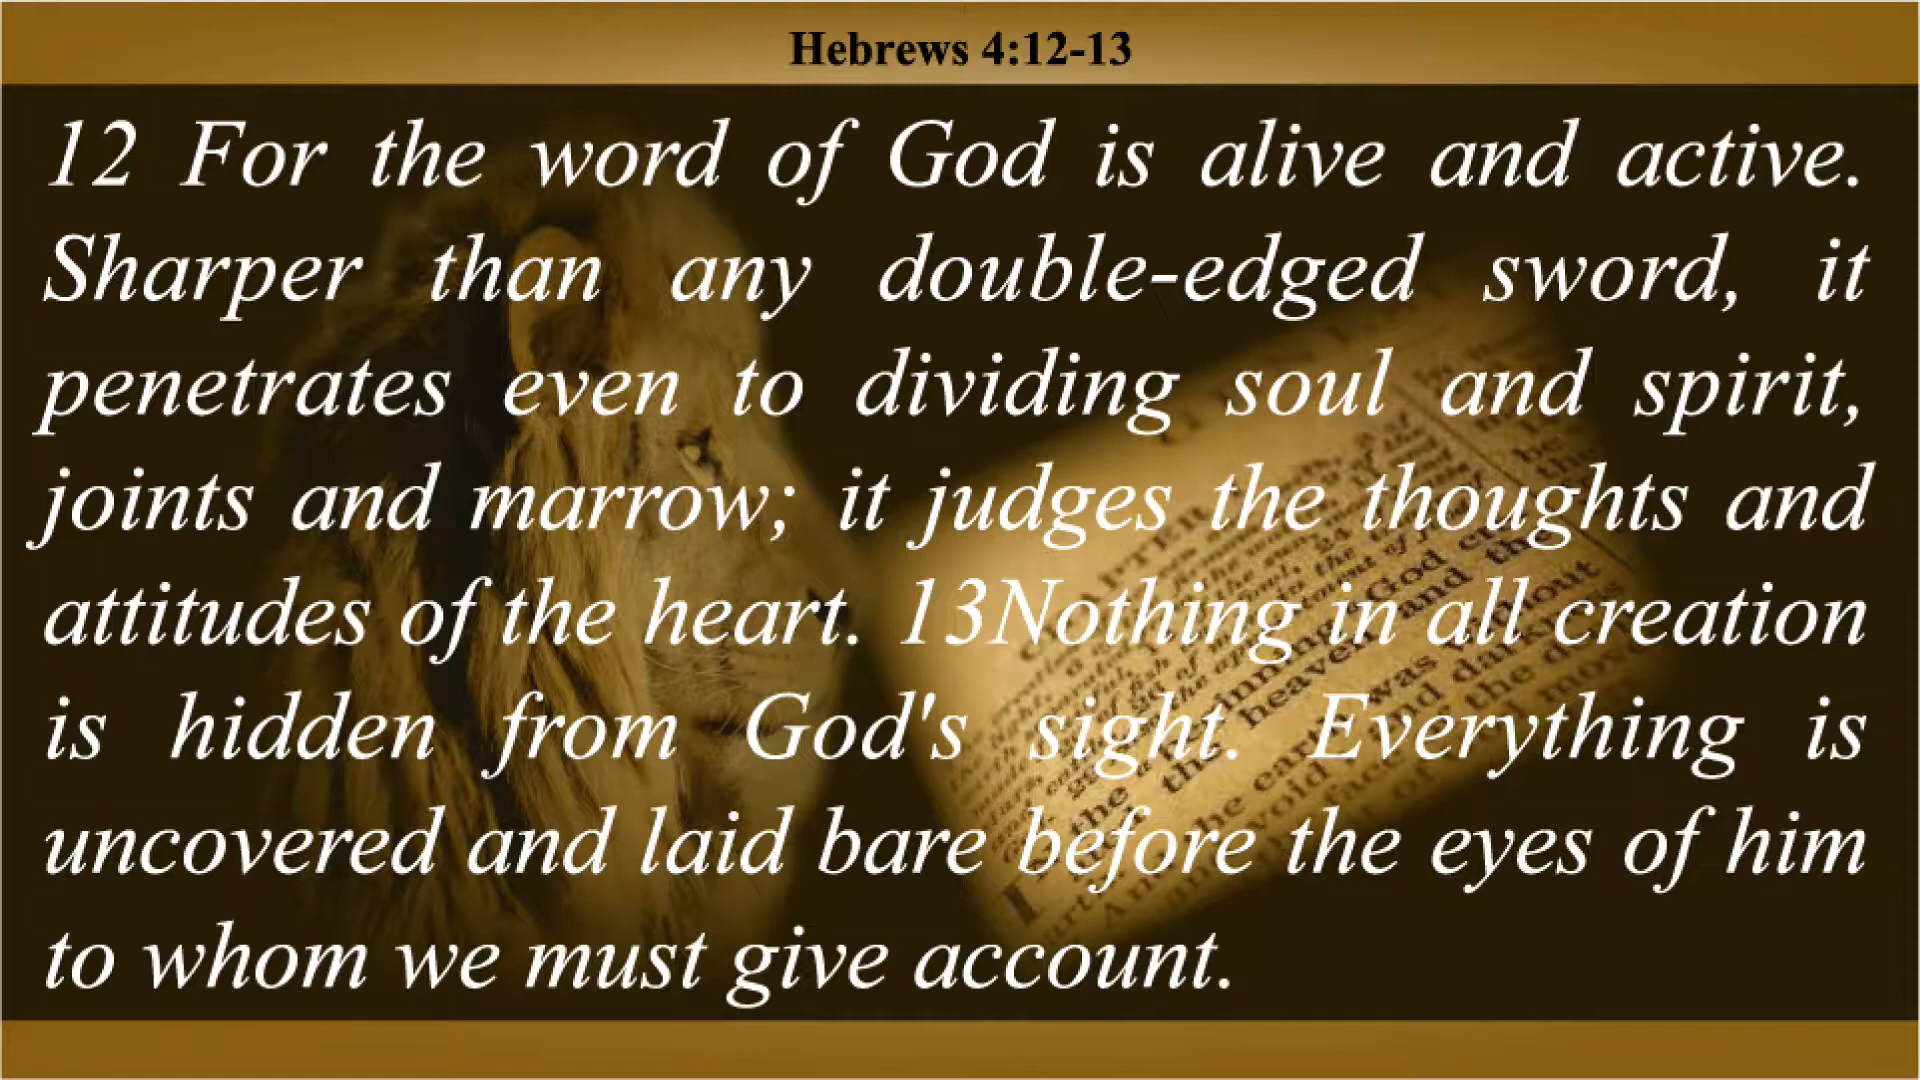 Hebrews 4:12-13
12 For the word of God is alive and active.
Sharper than any double-edged sword, it
penetrates even to dividing soul and spirit,
joints and marrow; it judges the thoughts and
attitudes of the heart. 13Nothing in all creation
is hidden from God's sight. Everything is
uncovered and laid bare before the eyes of him
to whom we must give account.